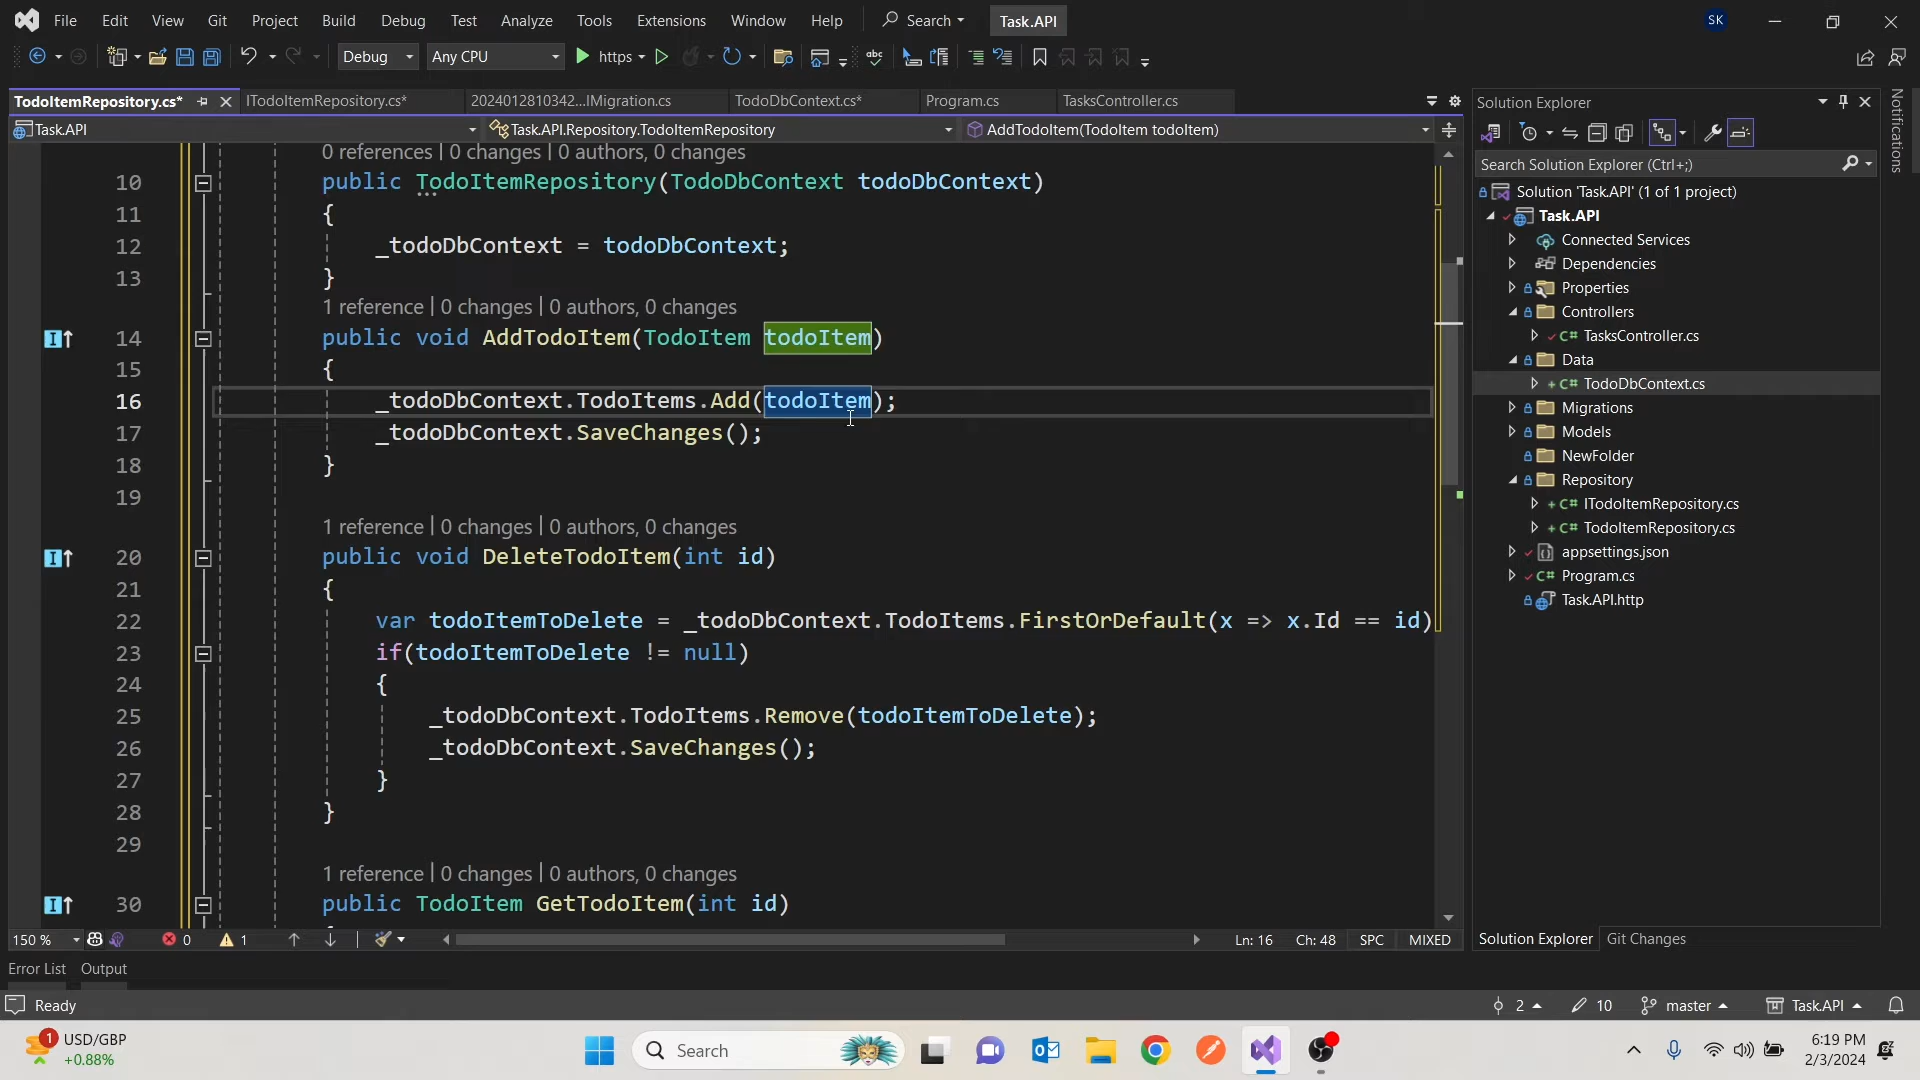 File Edit View Git Project Build Debug Test Analyze Tools Extensions Window Help Search Task.API SK
Debug Any CPU https
TodoItemRepository.cs* ITodoItemRepository.cs* 2024012810342...lMigration.cs TodoDbContext.cs* Program.cs TasksController.cs
Task.API Task.API.Repository.TodoItemRepository AddTodoItem(TodoItem todoItem)
0 references | 0 changes | 0 authors, 0 changes
10 public TodoItemRepository(TodoDbContext todoDbContext)
11 {
12 _todoDbContext = todoDbContext;
13 }
1 reference | 0 changes | 0 authors, 0 changes
14 public void AddTodoItem(TodoItem todoItem)
15 {
16 _todoDbContext.TodoItems.Add(todoItem);
17 _todoDbContext.SaveChanges();
18 }
19
1 reference | 0 changes | 0 authors, 0 changes
20 public void DeleteTodoItem(int id)
21 {
22 var todoItemToDelete = _todoDbContext.TodoItems.FirstOrDefault(x => x.Id == id)
23 if(todoItemToDelete != null)
24 {
25 _todoDbContext.TodoItems.Remove(todoItemToDelete);
26 _todoDbContext.SaveChanges();
27 }
28 }
29
1 reference | 0 changes | 0 authors, 0 changes
30 public TodoItem GetTodoItem(int id)
150 % 0 1 Ln: 16 Ch: 48 SPC MIXED
Solution Explorer
Search Solution Explorer (Ctrl+;)
Solution 'Task.API' (1 of 1 project)
Task.API
Connected Services
Dependencies
Properties
Controllers
C# TasksController.cs
Data
C# TodoDbContext.cs
Migrations
Models
NewFolder
Repository
C# ITodoItemRepository.cs
C# TodoItemRepository.cs
appsettings.json
C# Program.cs
Task.API.http
Solution Explorer Git Changes
Notifications
Error List Output
Ready 2 10 master Task.API
1 USD/GBP
+0.88%
Search
6:19 PM
2/3/2024